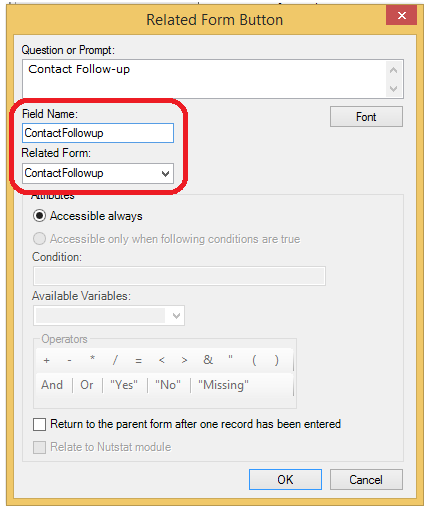 Related Form Button
Question or Prompt:
Contact Follow-up
Field Name:
Font
ContactFollowup
Related Form:
ContactFollowup
Attributes
Accessible always
Accessible only when following conditions are true
Condition:
Available Variables:
Operators
+ - * / = < > & " ( )
And | Or | "Yes" | "No" | "Missing"
Return to the parent form after one record has been entered
Relate to Nutstat module
OK Cancel